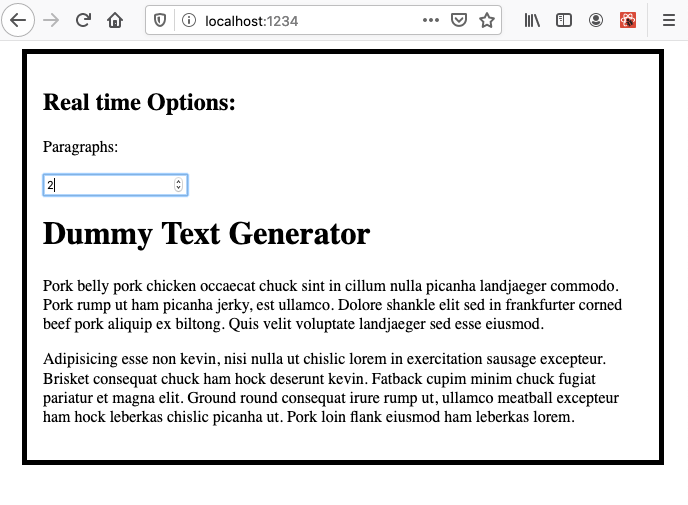 localhost:1234
Real time Options:
Paragraphs:
2
Dummy Text Generator
Pork belly pork chicken occaecat chuck sint in cillum nulla picanha landjaeger commodo.
Pork rump ut ham picanha jerky, est ullamco. Dolore shankle elit sed in frankfurter corned
beef pork aliquip ex biltong. Quis velit voluptate landjaeger sed esse eiusmod.
Adipisicing esse non kevin, nisi nulla ut chislic lorem in exercitation sausage excepteur.
Brisket consequat chuck ham hock deserunt kevin. Fatback cupim minim chuck fugiat
pariatur et magna elit. Ground round consequat irure rump ut, ullamco meatball excepteur
ham hock leberkas chislic picanha ut. Pork loin flank eiusmod ham leberkas lorem.